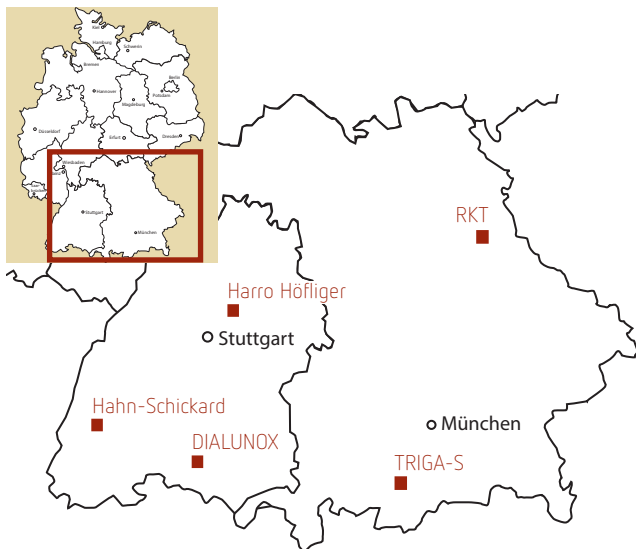 Kiel
Hamburg
Schwerin
Bremen
Berlin
Hannover
Potsdam
Magdeburg
Düsseldorf
Erfurt
Dresden
Wiesbaden
Stuttgart
München
RKT
Harro Höfliger
Stuttgart
Hahn-Schickard
München
DIALUNOX
TRIGA-S